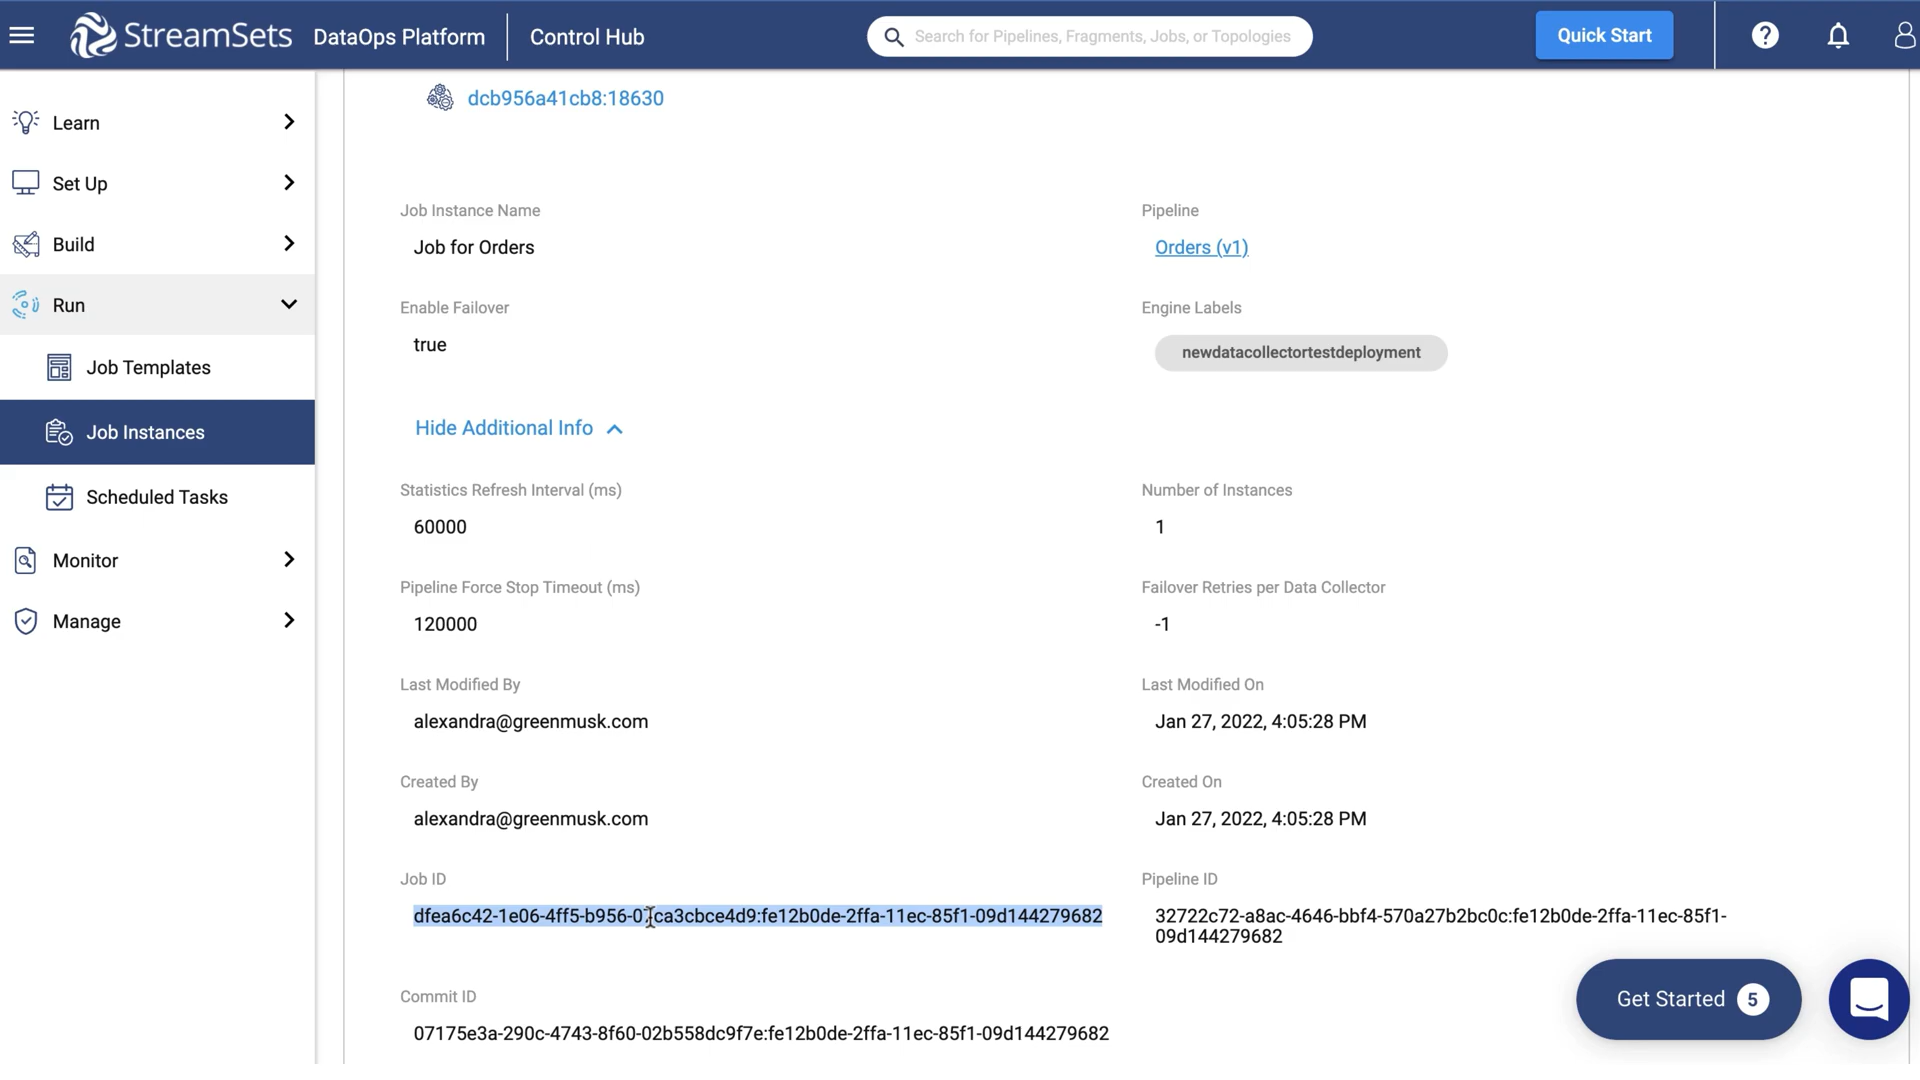 StreamSets DataOps Platform Control Hub
Search for Pipelines, Fragments, Jobs, or Topologies
Quick Start
?
Learn
Set Up
Build
Run
Job Templates
Job Instances
Scheduled Tasks
Monitor
Manage
dcb956a41cb8:18630
Job Instance Name
Job for Orders
Pipeline
Orders (v1)
Enable Failover
true
Engine Labels
newdatacollectortestdeployment
Hide Additional Info
Statistics Refresh Interval (ms)
60000
Number of Instances
1
Pipeline Force Stop Timeout (ms)
120000
Failover Retries per Data Collector
-1
Last Modified By
alexandra@greenmusk.com
Last Modified On
Jan 27, 2022, 4:05:28 PM
Created By
alexandra@greenmusk.com
Created On
Jan 27, 2022, 4:05:28 PM
Job ID
dfea6c42-1e06-4ff5-b956-07ca3cbce4d9:fe12b0de-2ffa-11ec-85f1-09d144279682
Pipeline ID
32722c72-a8ac-4646-bbf4-570a27b2bc0c:fe12b0de-2ffa-11ec-85f1-
09d144279682
Commit ID
07175e3a-290c-4743-8f60-02b558dc9f7e:fe12b0de-2ffa-11ec-85f1-09d144279682
Get Started 5